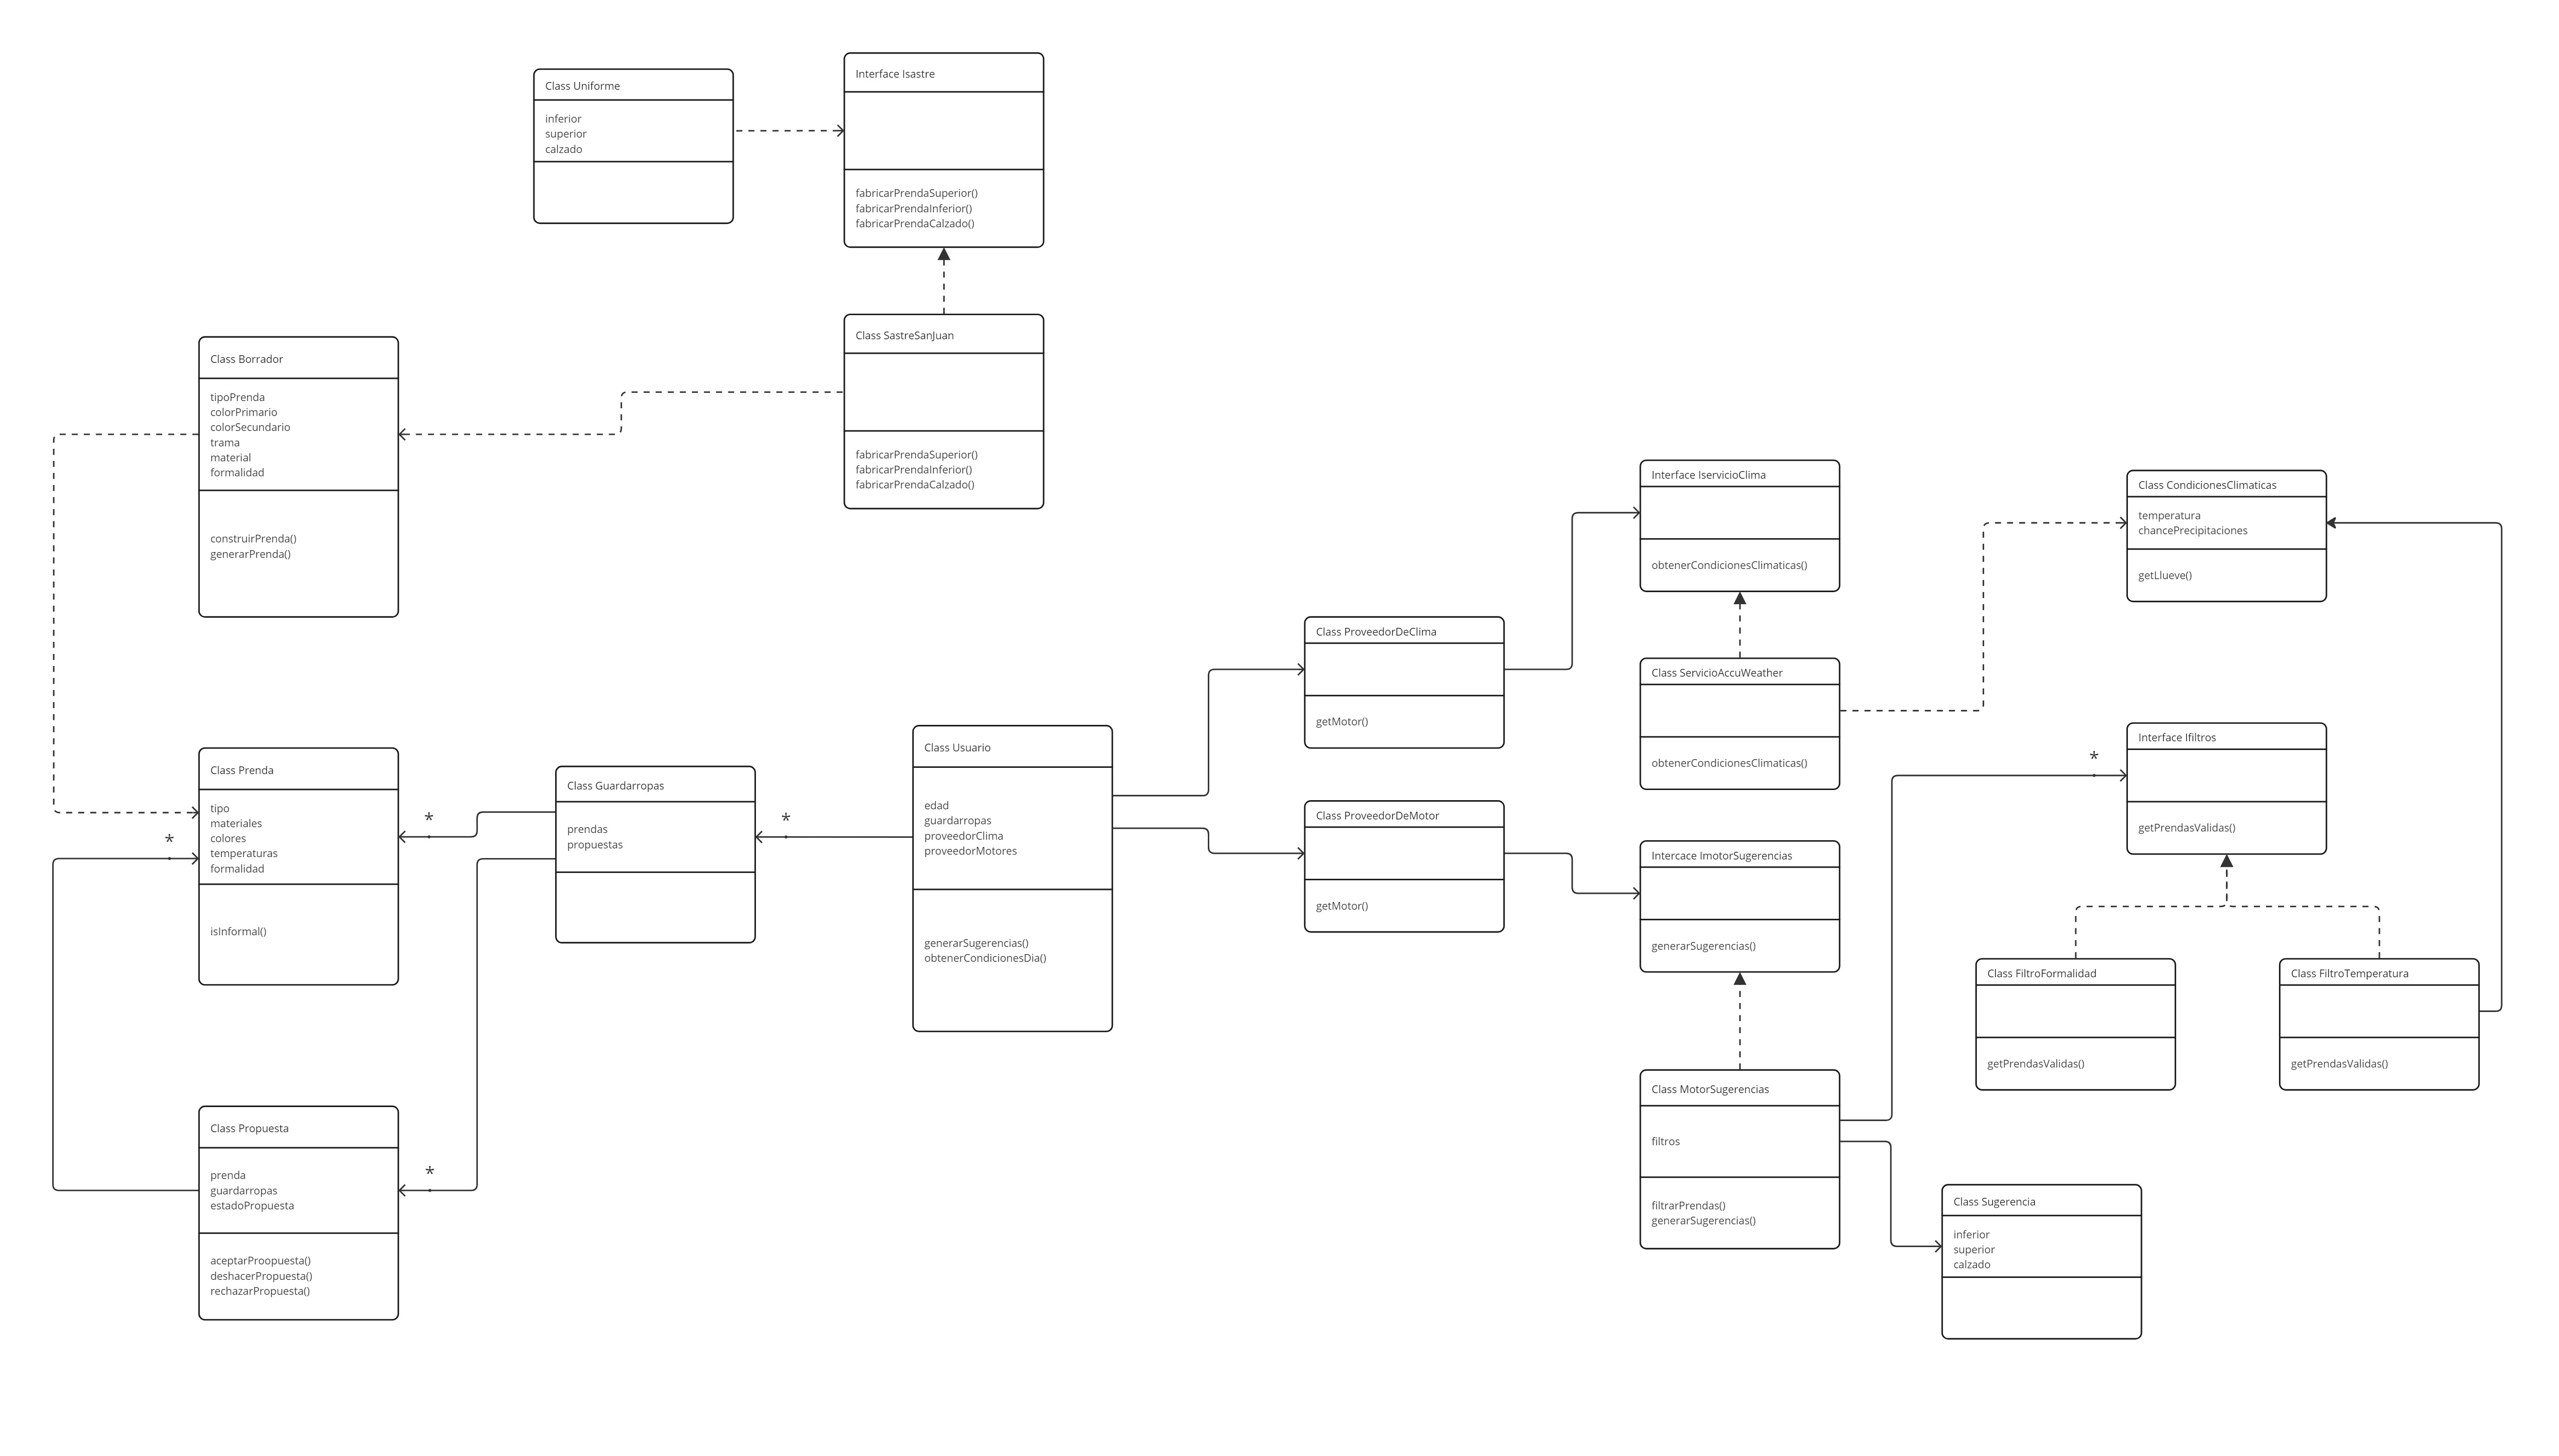 Class Uniforme
inferior
superior
calzado
Interface Isastre
fabricarPrendaSuperior()
fabricarPrendaInferior()
fabricarPrendaCalzado()
Class SastreSanJuan
fabricarPrendaSuperior()
fabricarPrendaInferior()
fabricarPrendaCalzado()
Class Borrador
tipoPrenda
colorPrimario
colorSecundario
trama
material
formalidad
construirPrenda()
generarPrenda()
Class Prenda
tipo
materiales
colores
temperaturas
formalidad
isInformal()
*
*
Class Guardarropas
prendas
propuestas
*
Class Usuario
edad
guardarropas
proveedorClima
proveedorMotores
generarSugerencias()
obtenerCondicionesDia()
Class Propuesta
prenda
guardarropas
estadoPropuesta
aceptarProopuesta()
deshacerPropuesta()
rechazarPropuesta()
*
Class ProveedorDeClima
getMotor()
Class ProveedorDeMotor
getMotor()
Interface IservicioClima
obtenerCondicionesClimaticas()
Class ServicioAccuWeather
obtenerCondicionesClimaticas()
Intercace ImotorSugerencias
generarSugerencias()
Class MotorSugerencias
filtros
filtrarPrendas()
generarSugerencias()
Class CondicionesClimaticas
temperatura
chancePrecipitaciones
getLlueve()
*
Interface Ifiltros
getPrendasValidas()
Class FiltroFormalidad
getPrendasValidas()
Class FiltroTemperatura
getPrendasValidas()
Class Sugerencia
inferior
superior
calzado